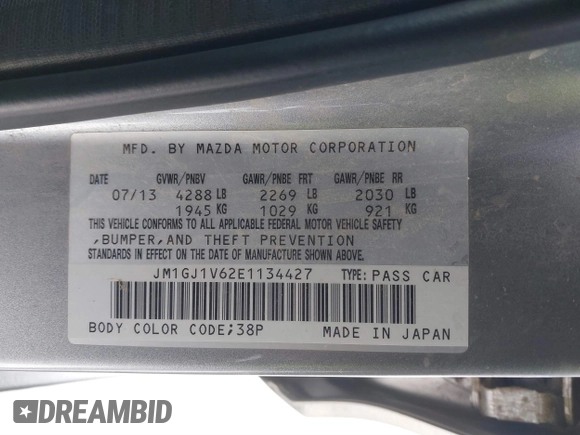 MFD. BY MAZDA MOTOR CORPORATION
DATE GVWR/PNBV GAWR/PNBE FRT GAWR/PNBE RR
07/13 4288 LB 2269 LB 2030 LB
1945 KG 1029 KG 921 KG
THIS VEHICLE CONFORMS TO ALL APPLICABLE FEDERAL MOTOR VEHICLE SAFETY
,BUMPER,AND THEFT PREVENTION
STANDARDS IN EFFECT ON THE DATE OF MANUFACTURE SHOWN ABOVE.
JM1GJ1V62E1134427 TYPE: PASS CAR
BODY COLOR CODE;38P MADE IN JAPAN
DREAMBID